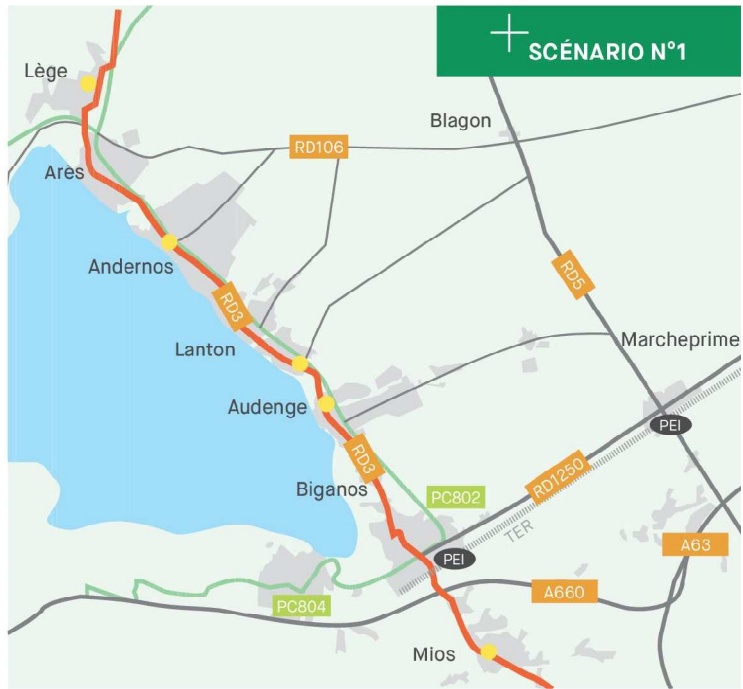 SCÉNARIO N°1
Lège
Blagon
RD106
Arès
Andernos
RD5
RD3
Lanton
Marcheprime
Audenge
PEI
RD3
Biganos
PC802
RD1250
TER
A63
PEI
A660
PC804
Mios